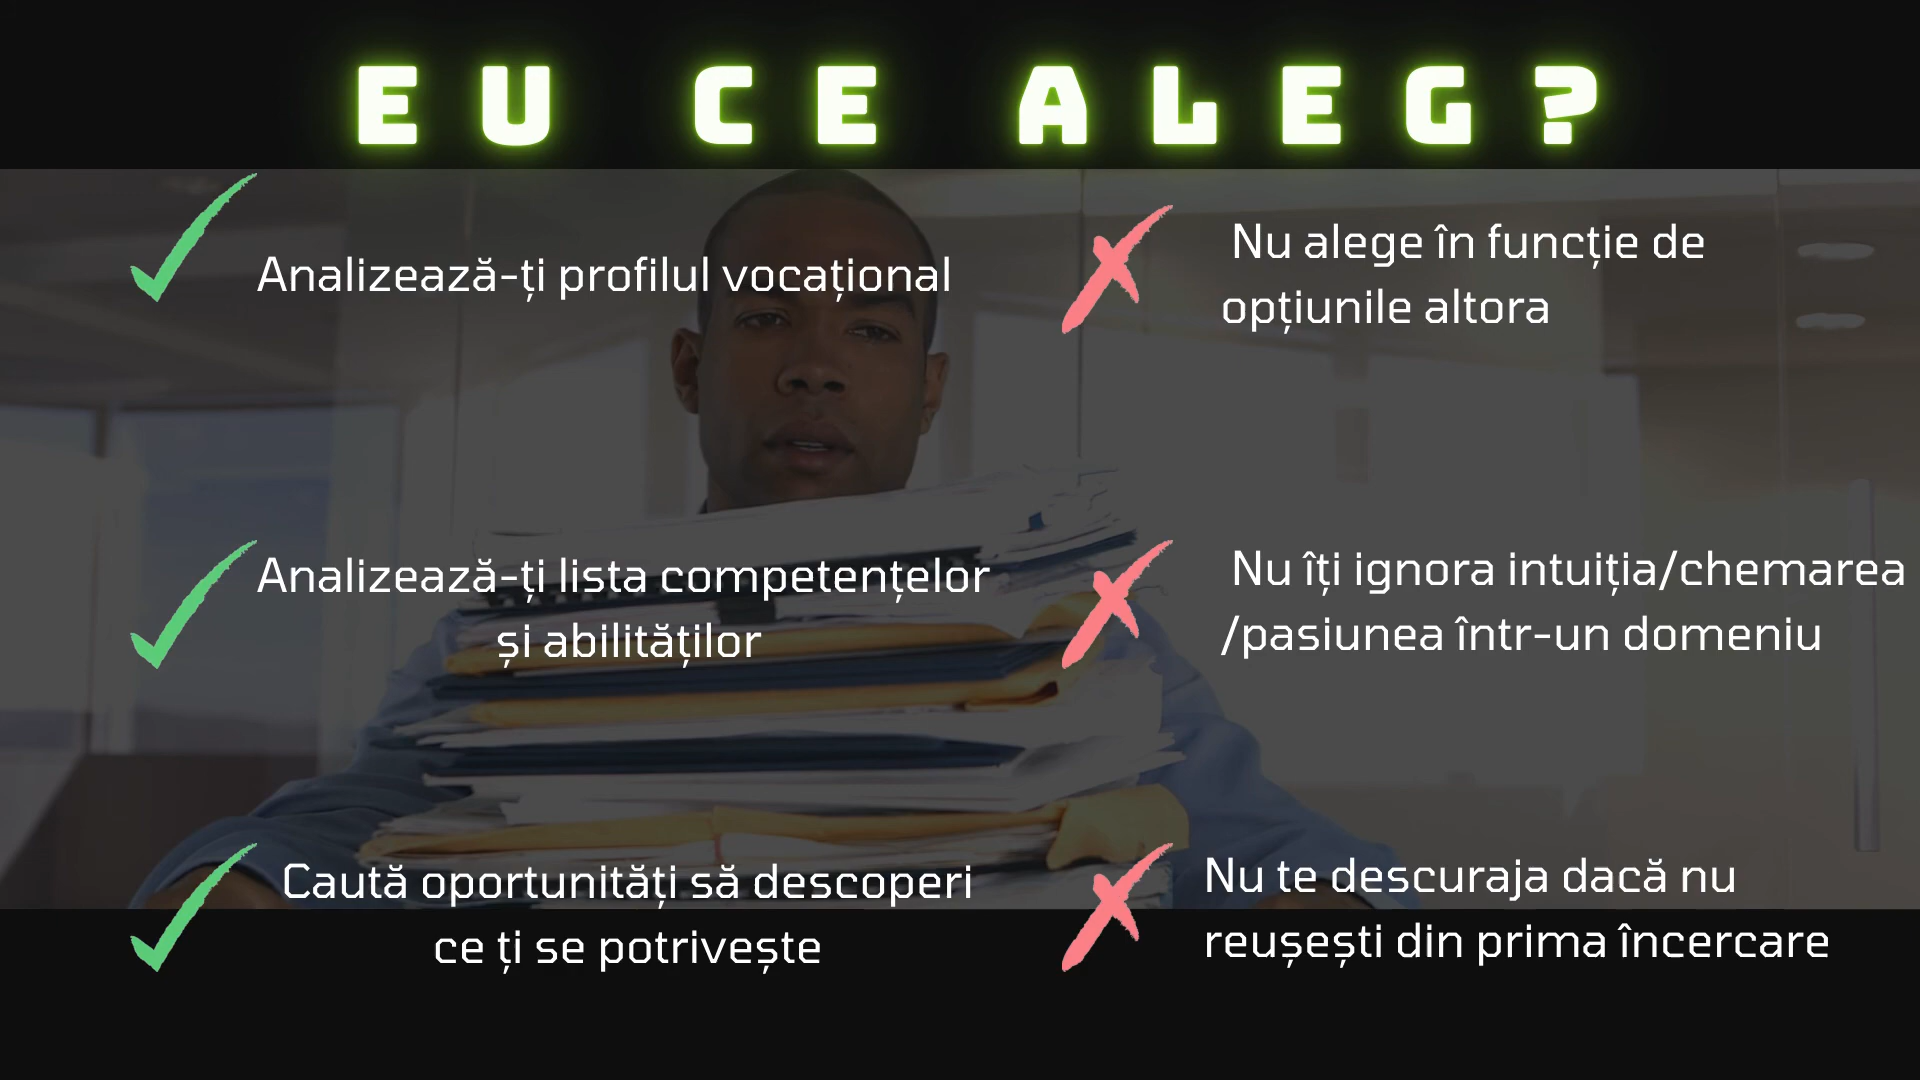 EU CE ALEG?
Analizează-ți profilul vocațional
Nu alege în funcție de
opțiunile altora
Analizează-ți lista competențelor
și abilităților
Nu îți ignora intuiția/chemarea
/pasiunea într-un domeniu
Caută oportunități să descoperi
ce ți se potrivește
Nu te descuraja dacă nu
reușești din prima încercare